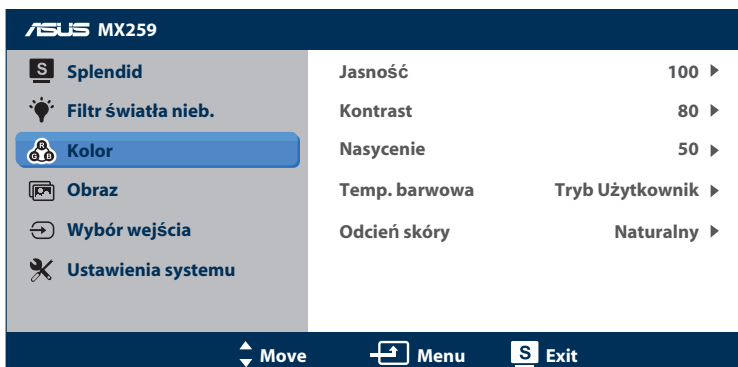 ASUS MX259
S Splendid
Filtr światła nieb.
R G B Kolor
Obraz
Wybór wejścia
Ustawienia systemu
Jasność 100
Kontrast 80
Nasycenie 50
Temp. barwowa Tryb Użytkownik
Odcień skóry Naturalny
Move Menu S Exit